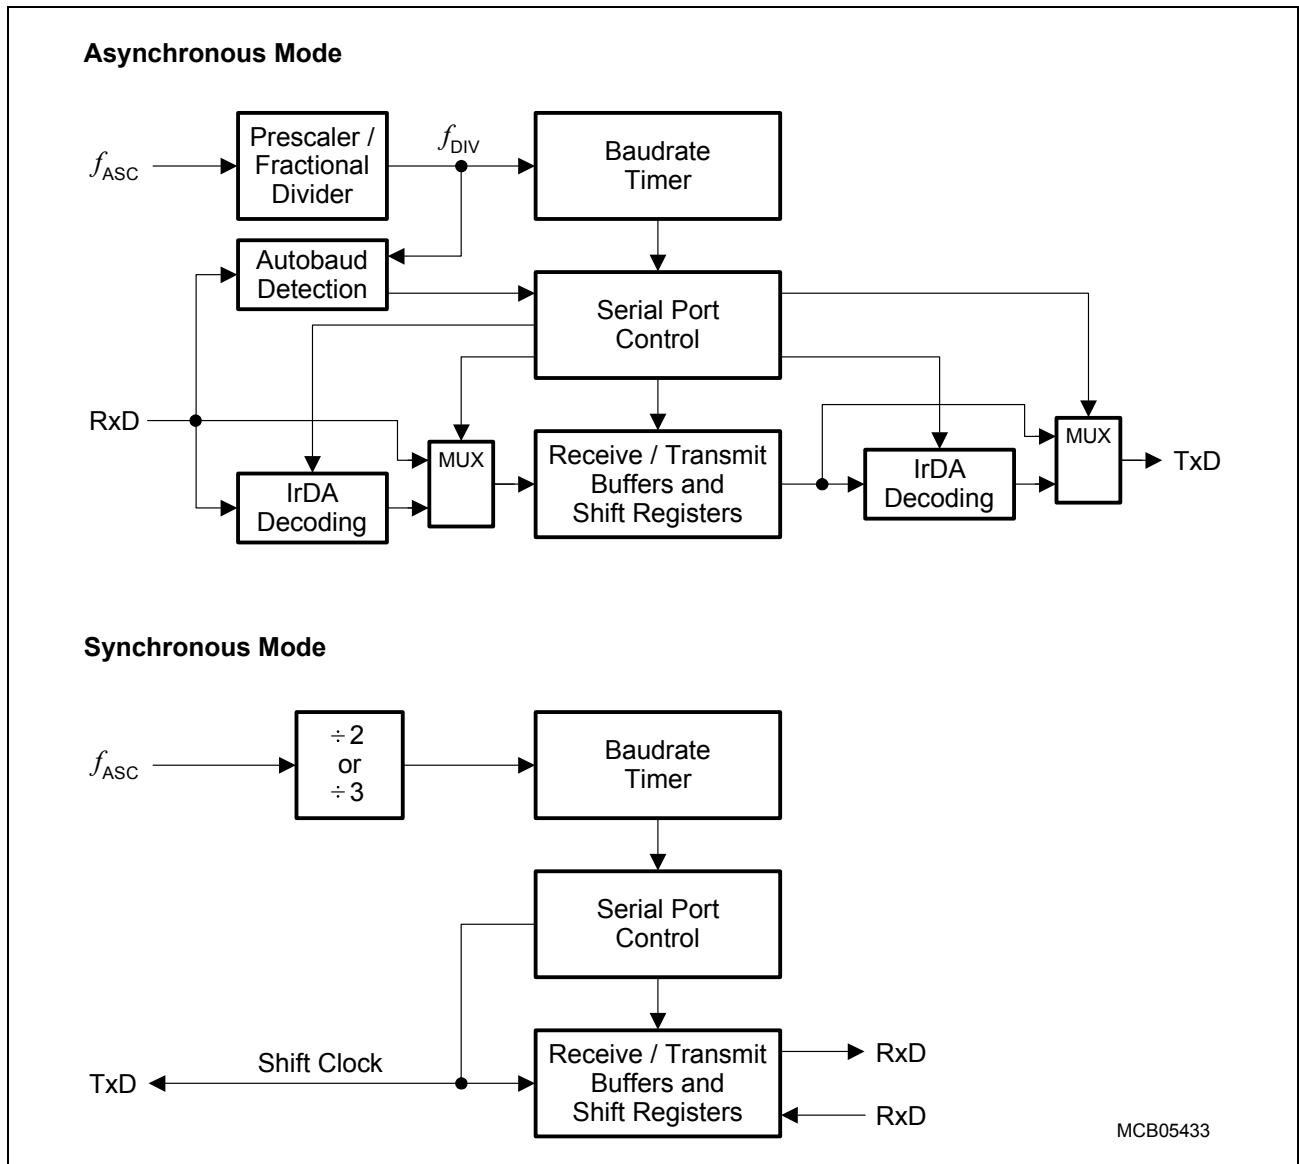 Asynchronous Mode
fASC
Prescaler /
Fractional
Divider
fDIV
Baudrate
Timer
Autobaud
Detection
Serial Port
Control
RxD
IrDA
Decoding
MUX
Receive / Transmit
Buffers and
Shift Registers
IrDA
Decoding
MUX
TxD
Synchronous Mode
fASC
÷2
or
÷3
Baudrate
Timer
Serial Port
Control
TxD
Shift Clock
Receive / Transmit
Buffers and
Shift Registers
RxD
RxD
MCB05433